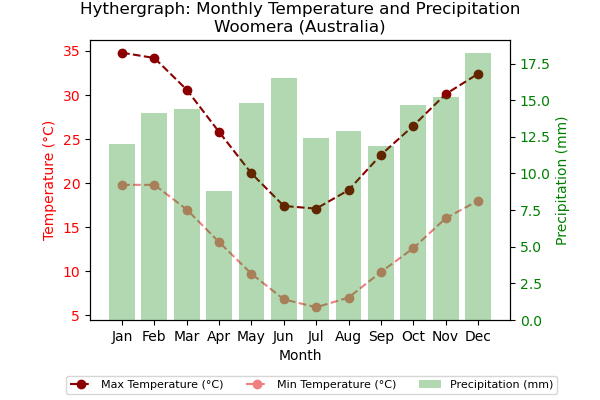 Hythergraph: Monthly Temperature and Precipitation
Woomera (Australia)
Temperature (°C)
35
30
25
20
15
10
5
17.5
15.0
12.5
10.0
7.5
5.0
2.5
0.0
Precipitation (mm)
Jan Feb Mar Apr May Jun Jul Aug Sep Oct Nov Dec
Month
Max Temperature (°C) Min Temperature (°C) Precipitation (mm)